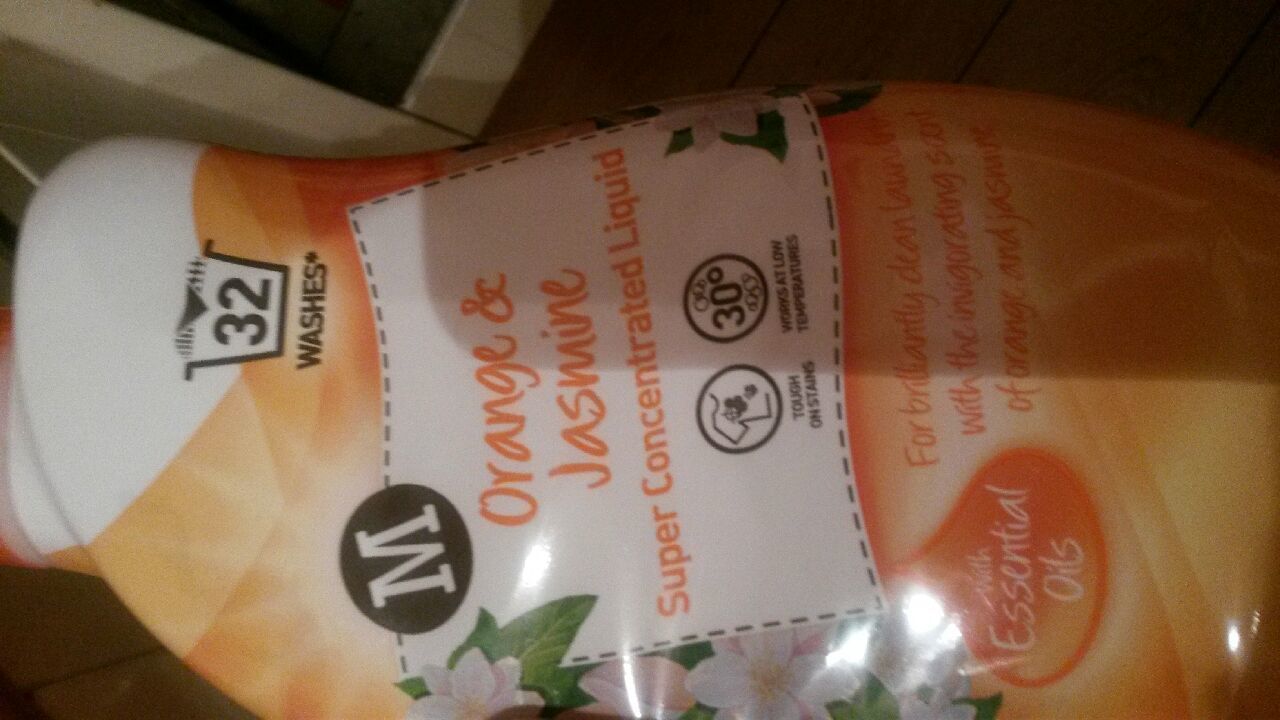 32
WASHES*
M
Orange &
Jasmine
Super Concentrated Liquid
TOUGH
ON STAINS
30°
WORKS AT LOW
TEMPERATURES
For brilliantly clean laundry
with the invigorating scent
of orange and jasmine
with
Essential
Oils